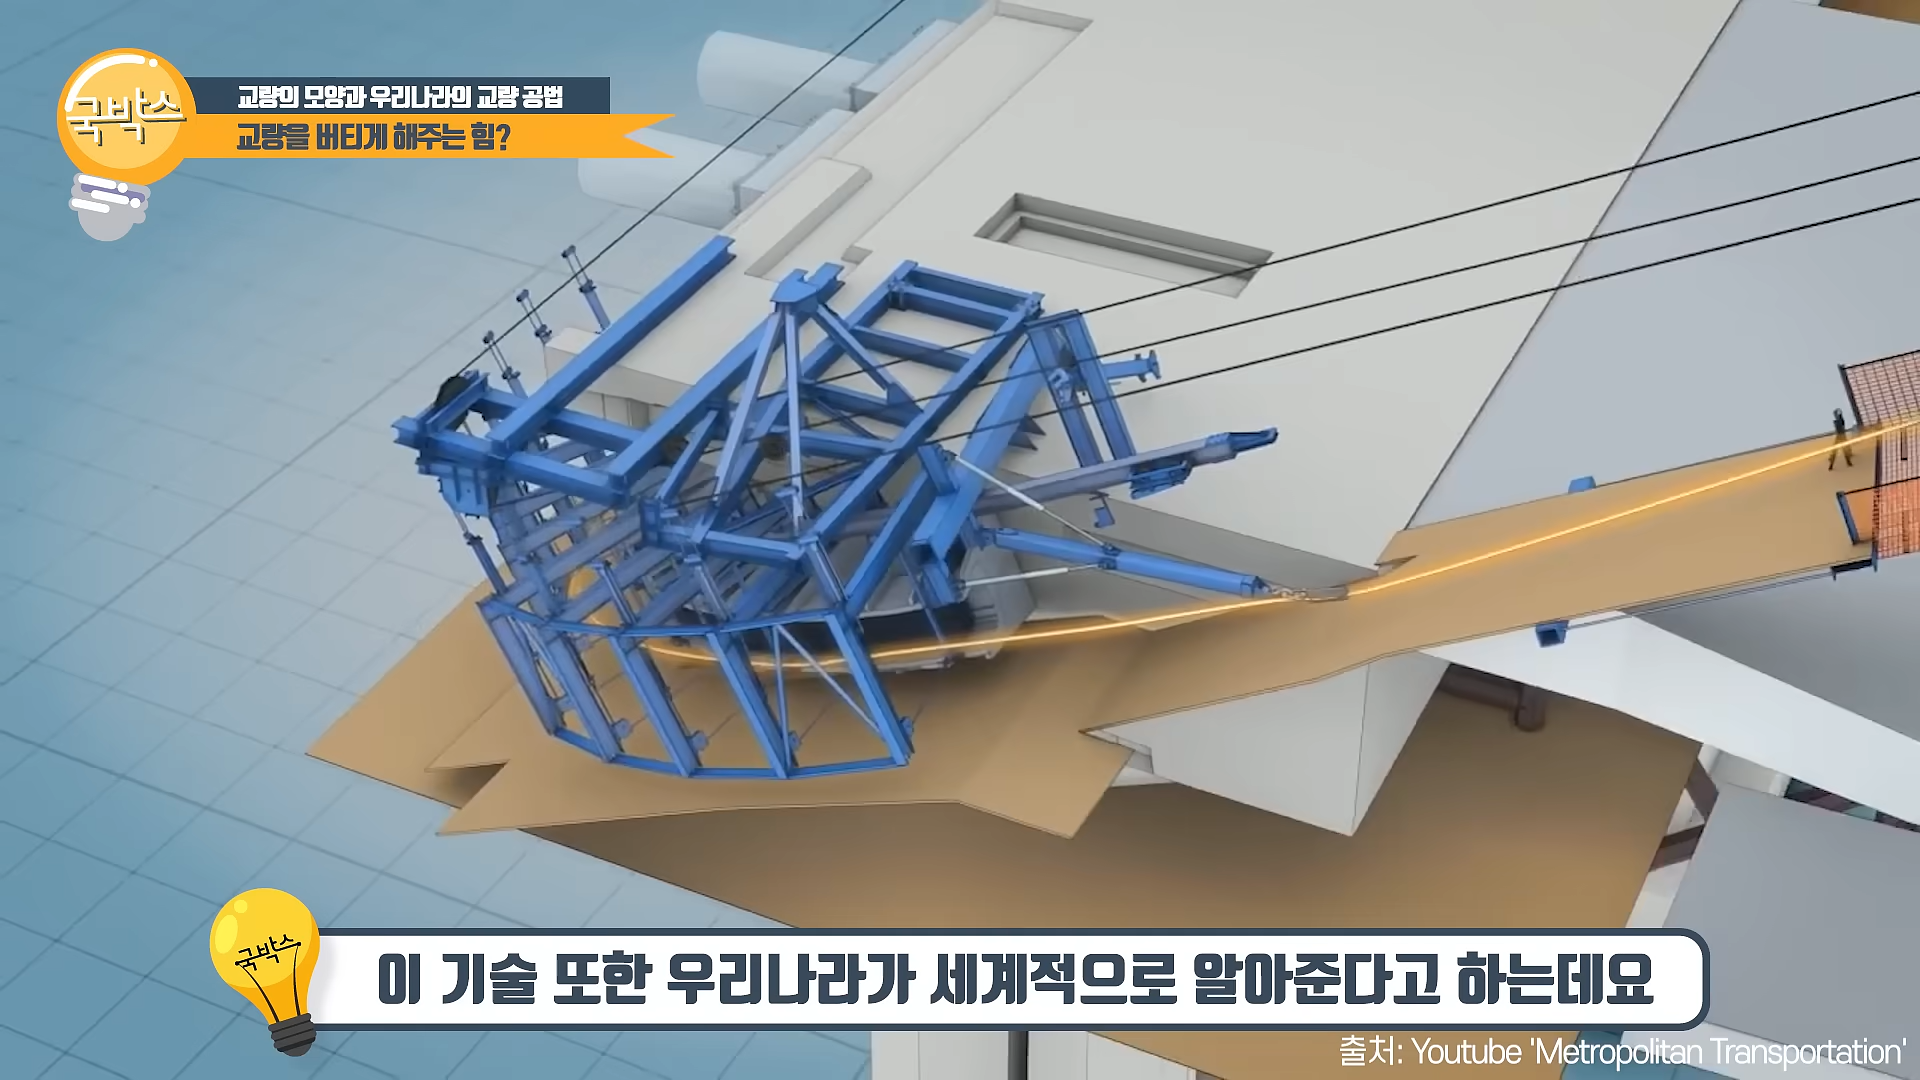 국박스
교량의 모양과 우리나라의 교량 공법
교량을 버티게 해주는 힘?
국박스
이 기술 또한 우리나라가 세계적으로 알아준다고 하는데요
출처: Youtube 'Metropolitan Transportation'